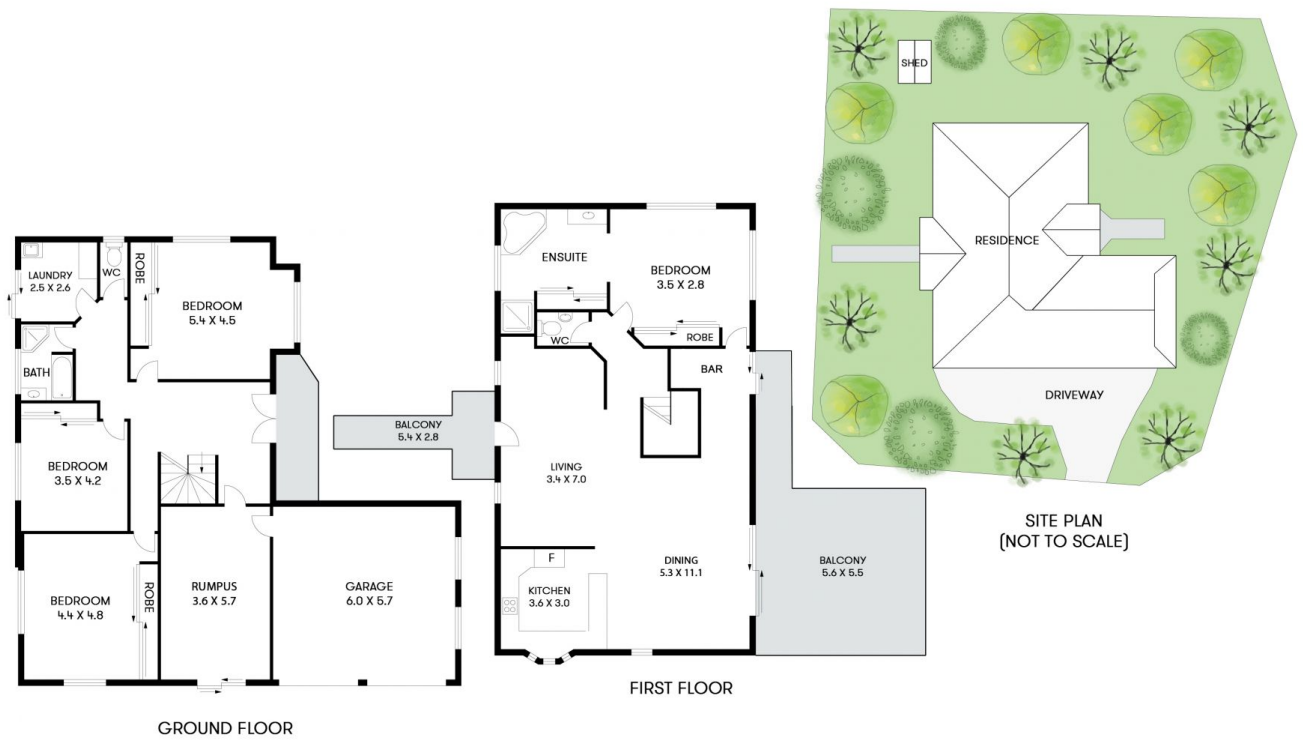 LAUNDRY
2.5 X 2.6
WC
ROBE
BEDROOM
5.4 X 4.5
BATH
BEDROOM
3.5 X 4.2
BEDROOM
4.4 X 4.8
ROBE
RUMPUS
3.6 X 5.7
GARAGE
6.0 X 5.7
GROUND FLOOR
BALCONY
5.4 X 2.8
ENSUITE
BEDROOM
3.5 X 2.8
WC
ROBE
BAR
LIVING
3.4 X 7.0
F
KITCHEN
3.6 X 3.0
DINING
5.3 X 11.1
BALCONY
5.6 X 5.5
FIRST FLOOR
SHED
RESIDENCE
DRIVEWAY
SITE PLAN
(NOT TO SCALE)